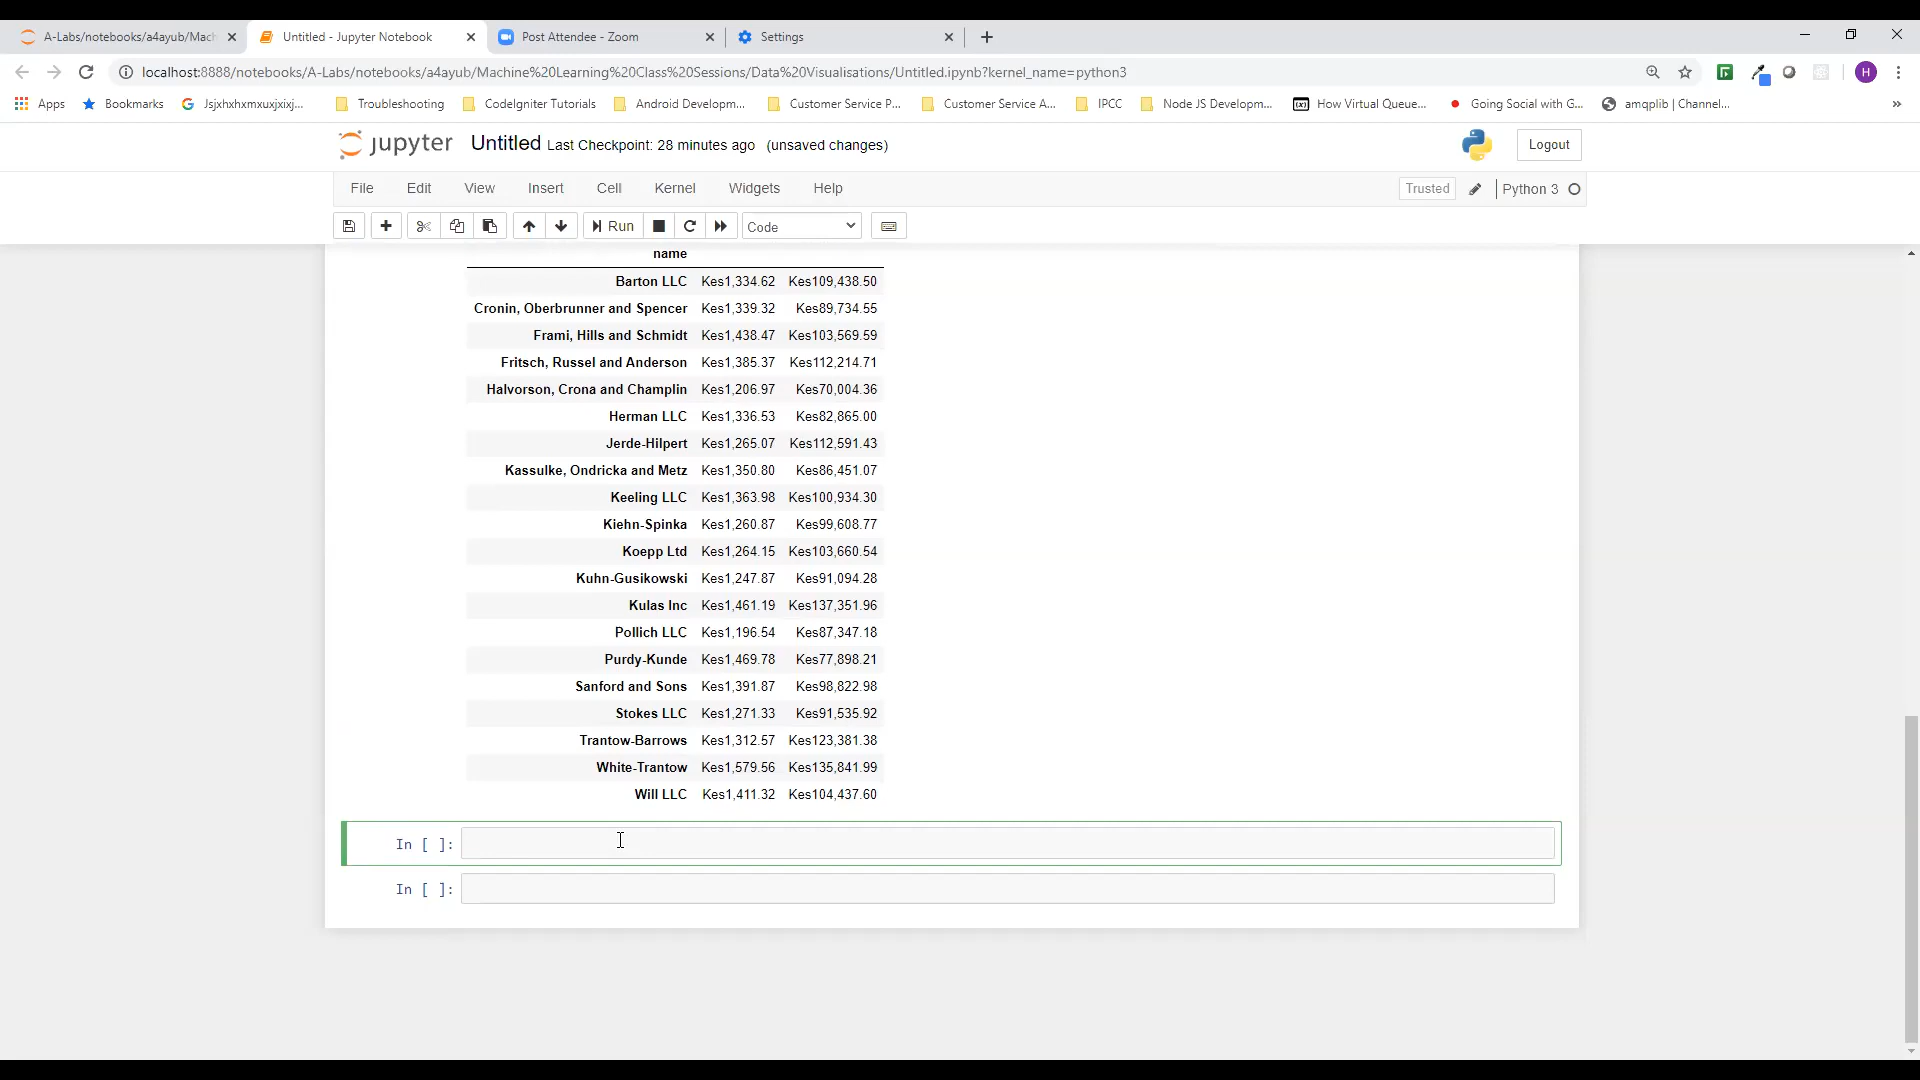 A-Labs/notebooks/a4ayub/Mach
Untitled - Jupyter Notebook
Post Attendee - Zoom
Settings
localhost:8888/notebooks/A-Labs/notebooks/a4ayub/Machine%20Learning%20Class%20Sessions/Data%20Visualisations/Untitled.ipynb?kernel_name=python3
H
Apps
Bookmarks
Jsjxhxhxmxuxjxixj...
Troubleshooting
CodeIgniter Tutorials
Android Developm...
Customer Service P...
Customer Service A...
IPCC
Node JS Developm...
How Virtual Queue...
Going Social with G...
amqplib | Channel...
»
jupyter
Untitled Last Checkpoint: 28 minutes ago (unsaved changes)
Logout
File Edit View Insert Cell Kernel Widgets Help
Trusted
Python 3
Run
Code
name
Barton LLC Kes1,334.62 Kes109,438.50
Cronin, Oberbrunner and Spencer Kes1,339.32 Kes89,734.55
Frami, Hills and Schmidt Kes1,438.47 Kes103,569.59
Fritsch, Russel and Anderson Kes1,385.37 Kes112,214.71
Halvorson, Crona and Champlin Kes1,206.97 Kes70,004.36
Herman LLC Kes1,336.53 Kes82,865.00
Jerde-Hilpert Kes1,265.07 Kes112,591.43
Kassulke, Ondricka and Metz Kes1,350.80 Kes86,451.07
Keeling LLC Kes1,363.98 Kes100,934.30
Kiehn-Spinka Kes1,260.87 Kes99,608.77
Koepp Ltd Kes1,264.15 Kes103,660.54
Kuhn-Gusikowski Kes1,247.87 Kes91,094.28
Kulas Inc Kes1,461.19 Kes137,351.96
Pollich LLC Kes1,196.54 Kes87,347.18
Purdy-Kunde Kes1,469.78 Kes77,898.21
Sanford and Sons Kes1,391.87 Kes98,822.98
Stokes LLC Kes1,271.33 Kes91,535.92
Trantow-Barrows Kes1,312.57 Kes123,381.38
White-Trantow Kes1,579.56 Kes135,841.99
Will LLC Kes1,411.32 Kes104,437.60
In [ ]:
In [ ]: